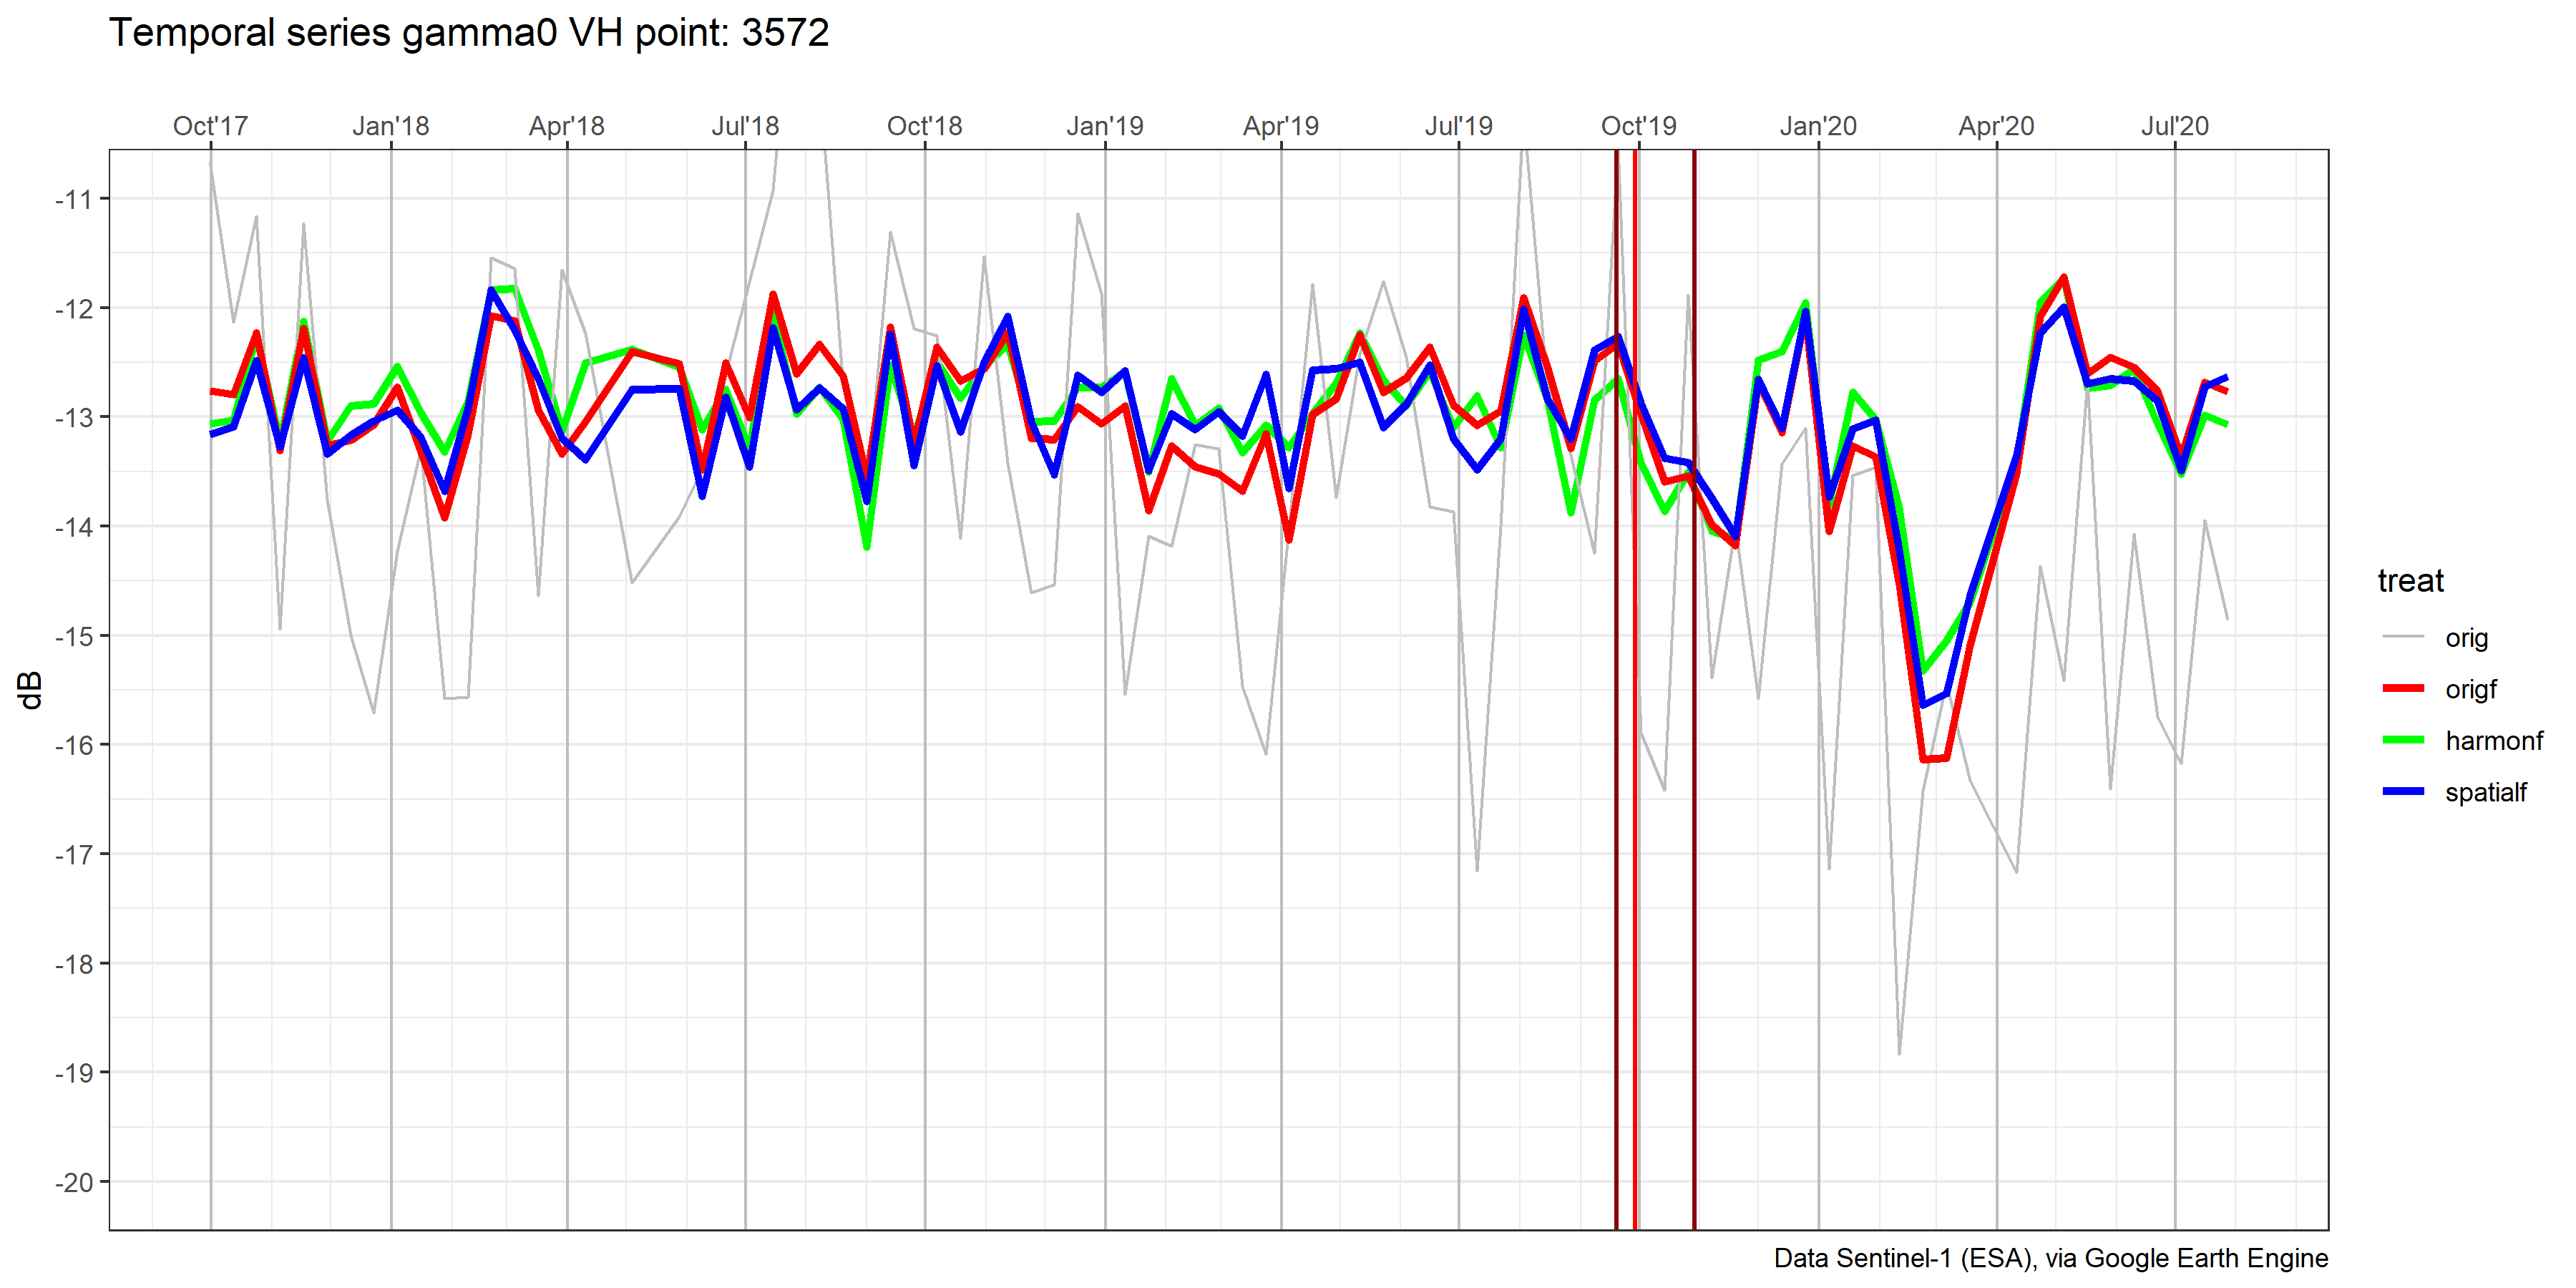 Temporal series gamma0 VH point: 3572
Oct'17 Jan'18 Apr'18 Jul'18 Oct'18 Jan'19 Apr'19 Jul'19 Oct'19 Jan'20 Apr'20 Jul'20
-11
-12
-13
-14
-15
-16
-17
-18
-19
-20
dB
treat
orig
origf
harmonf
spatialf
Data Sentinel-1 (ESA), via Google Earth Engine